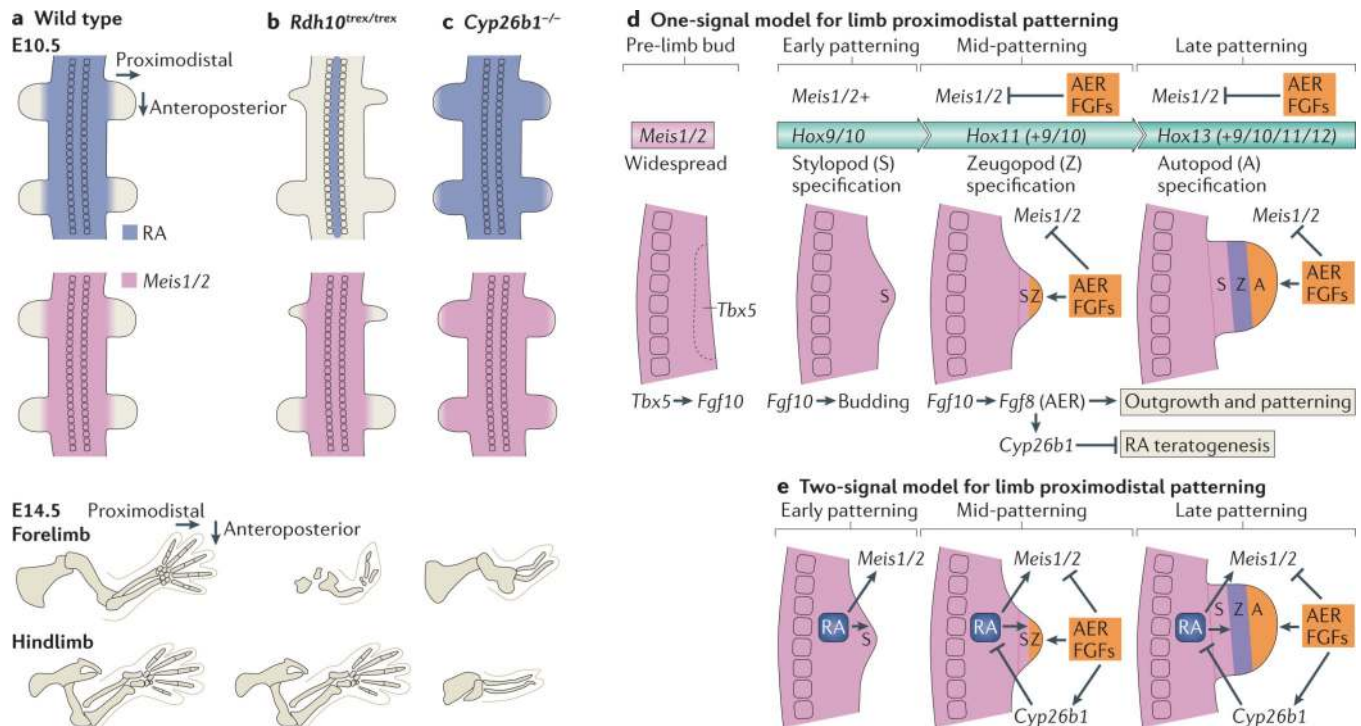 a Wild type
E10.5
Proximodistal
Anteroposterior
RA
Meis1/2
b Rdh10trex/trex
c Cyp26b1−/−
E14.5
Forelimb
Proximodistal
Anteroposterior
Hindlimb
d One-signal model for limb proximodistal patterning
Pre-limb bud
Early patterning
Mid-patterning
Late patterning
Meis1/2+
Meis1/2
AER
FGFs
Meis1/2
AER
FGFs
Meis1/2
Hox9/10
Hox11 (+9/10)
Hox13 (+9/10/11/12)
Widespread
Stylopod (S)
specification
Zeugopod (Z)
specification
Autopod (A)
specification
Tbx5
S
Meis1/2
S Z
AER
FGFs
Meis1/2
S Z A
AER
FGFs
Tbx5 → Fgf10
Fgf10 → Budding
Fgf10 → Fgf8 (AER) → Outgrowth and patterning
Cyp26b1
RA teratogenesis
e Two-signal model for limb proximodistal patterning
Early patterning
Mid-patterning
Late patterning
Meis1/2
RA
S
Meis1/2
RA
S Z
AER
FGFs
Cyp26b1
Meis1/2
RA
S Z A
AER
FGFs
Cyp26b1